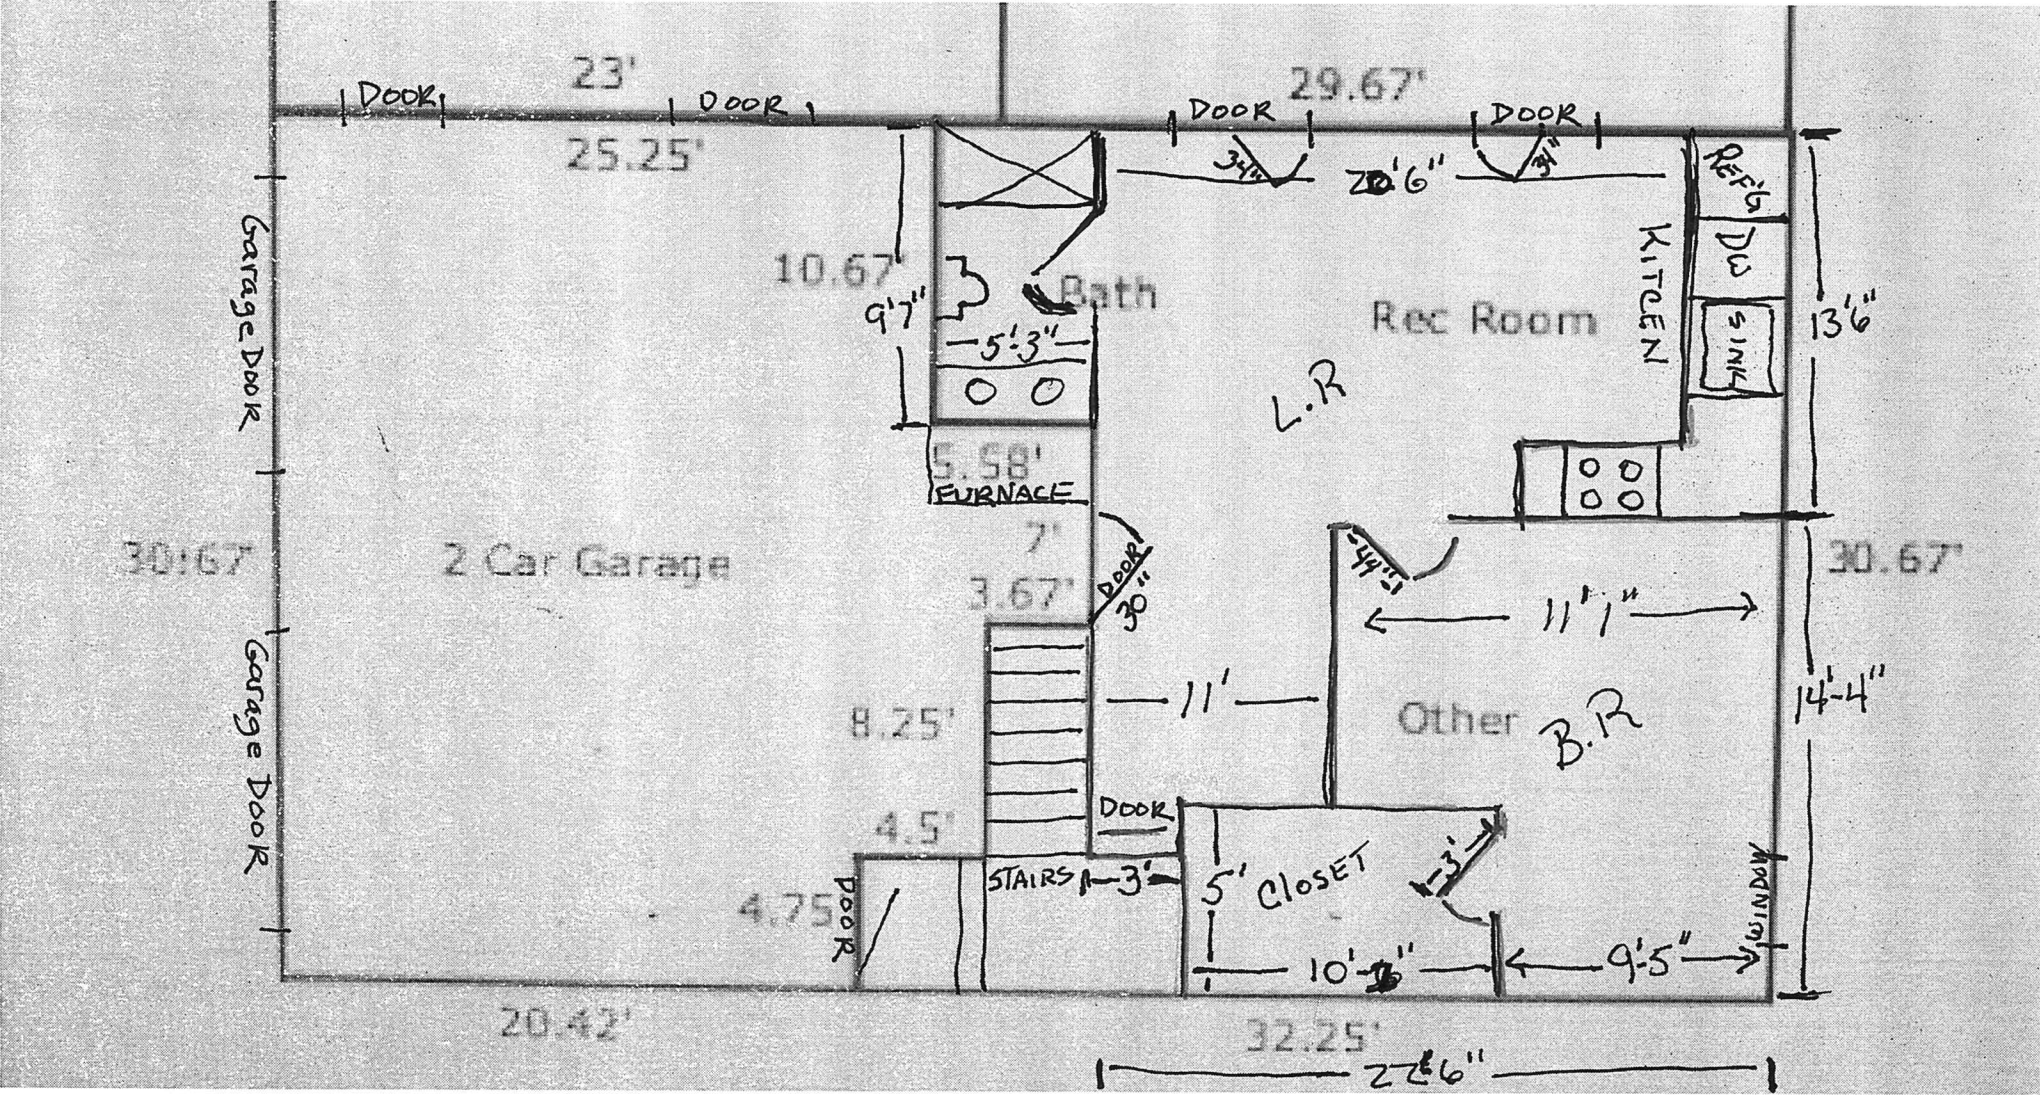 23'
29.67'
DOOR
DOOR
DOOR
DOOR
25.25'
34"
20'6"
34"
REF'G
DW
SINK
KITCEN
Garage DOOR
10.67'
9'7"
Bath
5'-3"
Rec Room
13'6"
L.R
5.58'
FURNACE
7'
DOOR
30"
3.67'
30.67'
2 Car Garage
44"
11'1"
30.67'
Garage DOOR
8.25'
11'
Other
B.R
14'-4"
4.5'
DOOR
4.75
DOOR
STAIRS
3'
5'
CLOSET
3'
WINDOW
9'-5"
20.42'
32.25'